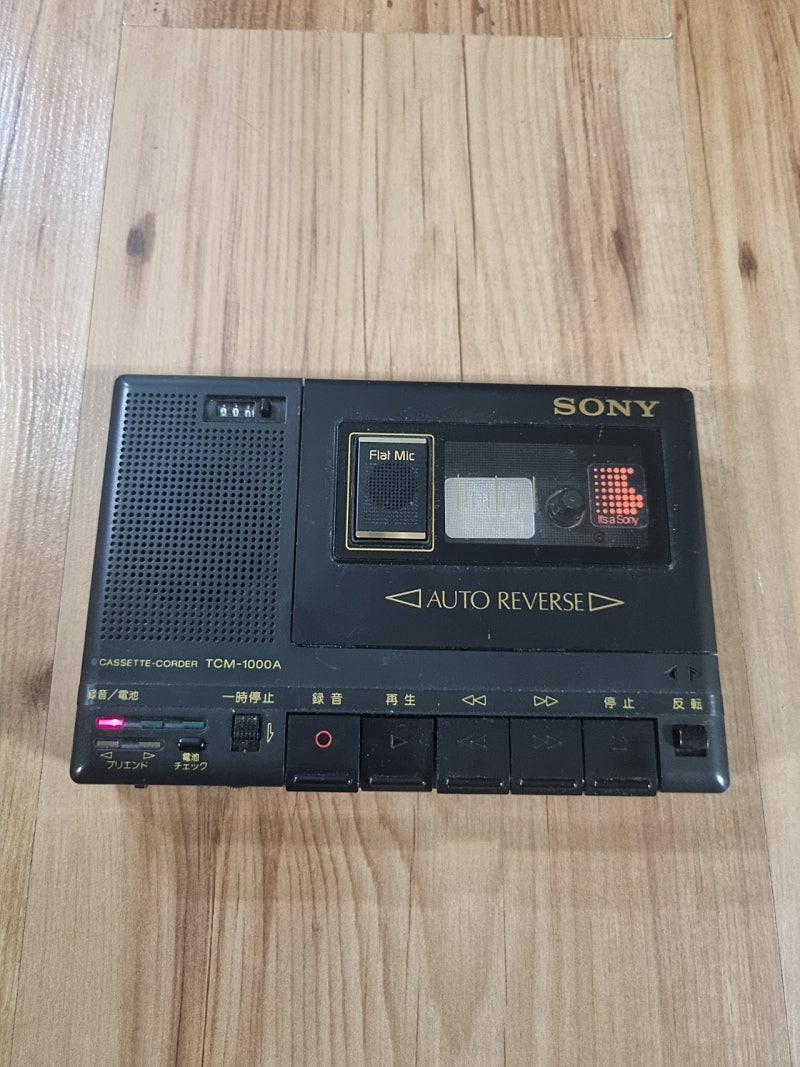 SONY
Flat Mic
It's a Sony
◁ AUTO REVERSE ▷
CASSETTE-CORDER TCM-1000A
録音/電池
一時停止
録音
再生
停止
反転
電池
チェック
プリエンド